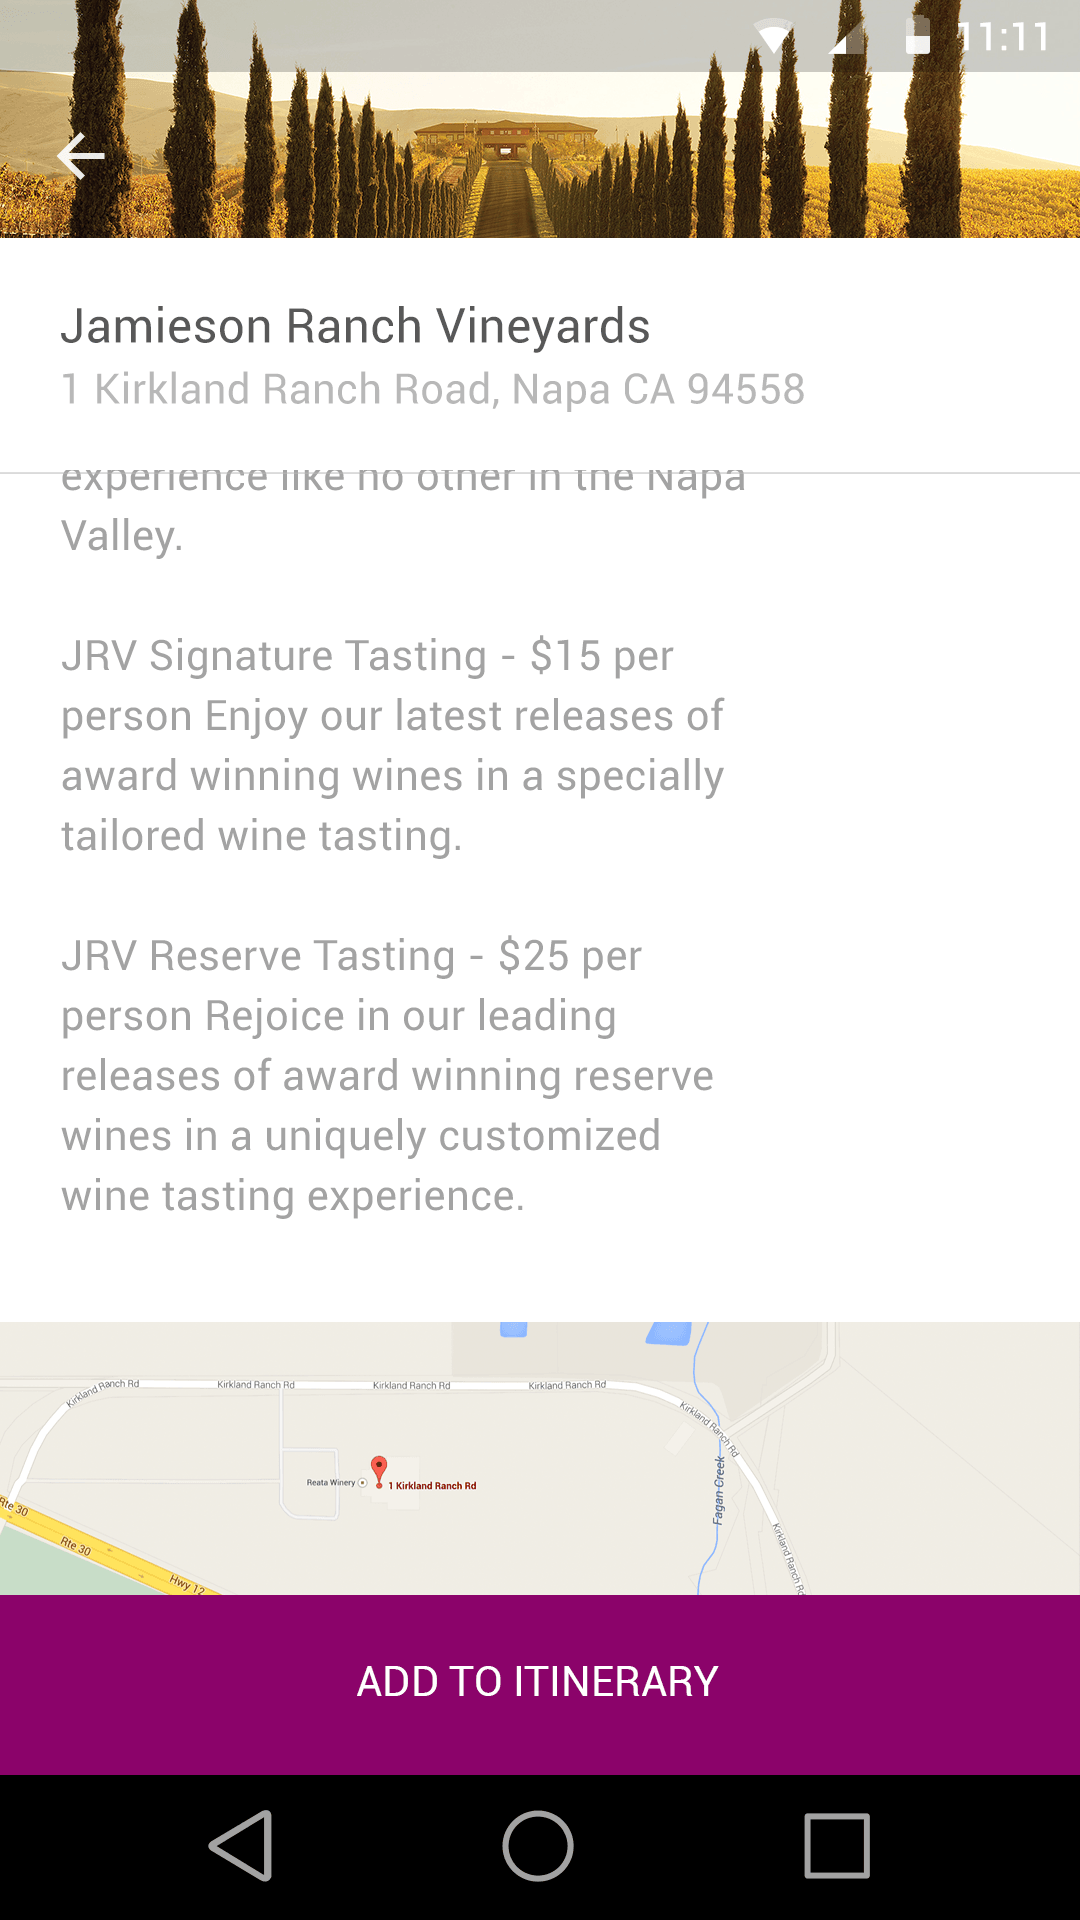 11:11
Jamieson Ranch Vineyards
1 Kirkland Ranch Road, Napa CA 94558
experience like no other in the Napa
Valley.
JRV Signature Tasting - $15 per
person Enjoy our latest releases of
award winning wines in a specially
tailored wine tasting.
JRV Reserve Tasting - $25 per
person Rejoice in our leading
releases of award winning reserve
wines in a uniquely customized
wine tasting experience.
Kirkland Ranch Rd
Kirkland Ranch Rd
Kirkland Ranch Rd
Kirkland Ranch Rd
Kirkland Ranch Rd
Reata Winery
1 Kirkland Ranch Rd
Fagan Creek
Kirkland Ranch Rd
Rte 30
Rte 30
Hwy 12
ADD TO ITINERARY